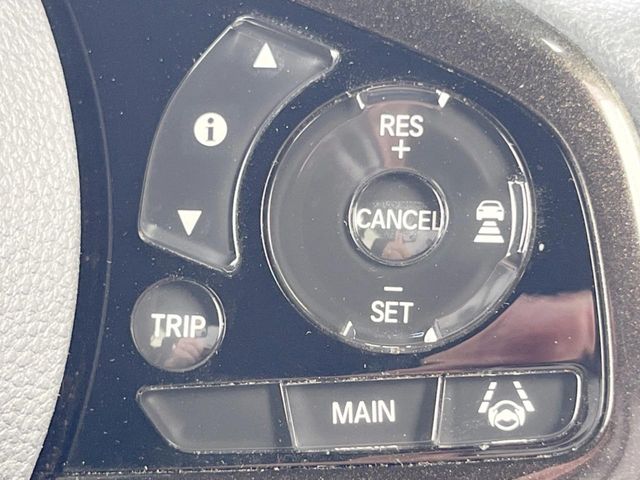 i
RES
+
CANCEL
-
SET
TRIP
MAIN